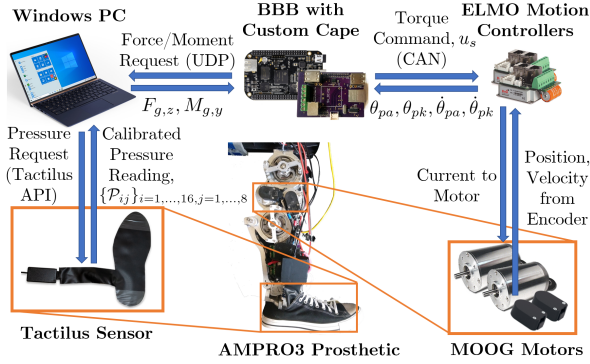 Windows PC
BBB with
Custom Cape
ELMO Motion
Controllers
Force/Moment
Request (UDP)
F_{g,z}, M_{g,y}
Torque
Command, u_s
(CAN)
θ_{pa}, θ_{pk}, θ̇_{pa}, θ̇_{pk}
Pressure
Request
(Tactilus
API)
Calibrated
Pressure
Reading,
{𝒫_{ij}}_{i=1,...,16,j=1,...,8}
Current to
Motor
Position,
Velocity
from
Encoder
Tactilus Sensor
AMPRO3 Prosthetic
MOOG Motors